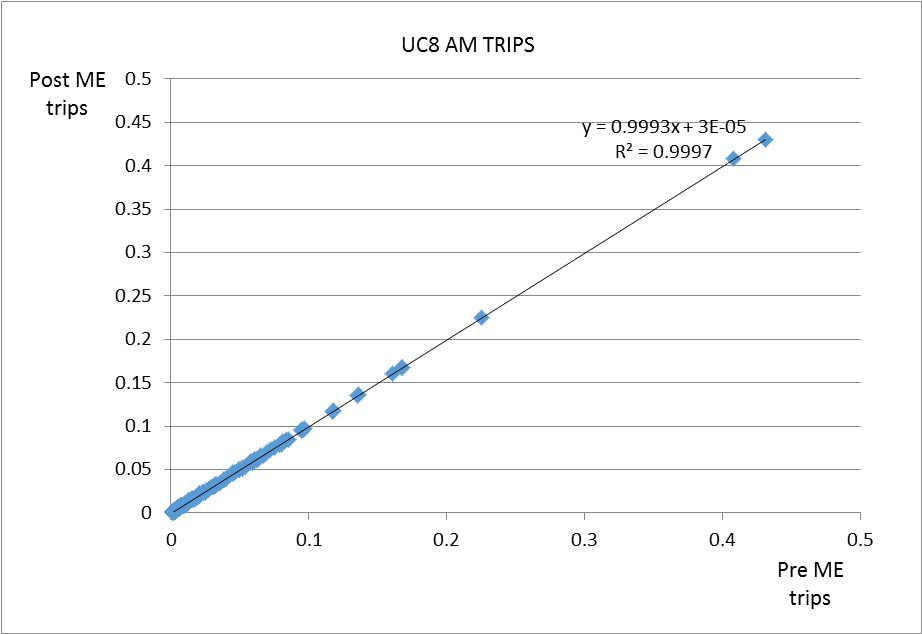 UC8 AM TRIPS
Post ME
trips
0.5
0.45
0.4
0.35
0.3
0.25
0.2
0.15
0.1
0.05
0
y = 0.9993x + 3E-05
R² = 0.9997
0 0.1 0.2 0.3 0.4 0.5
Pre ME
trips